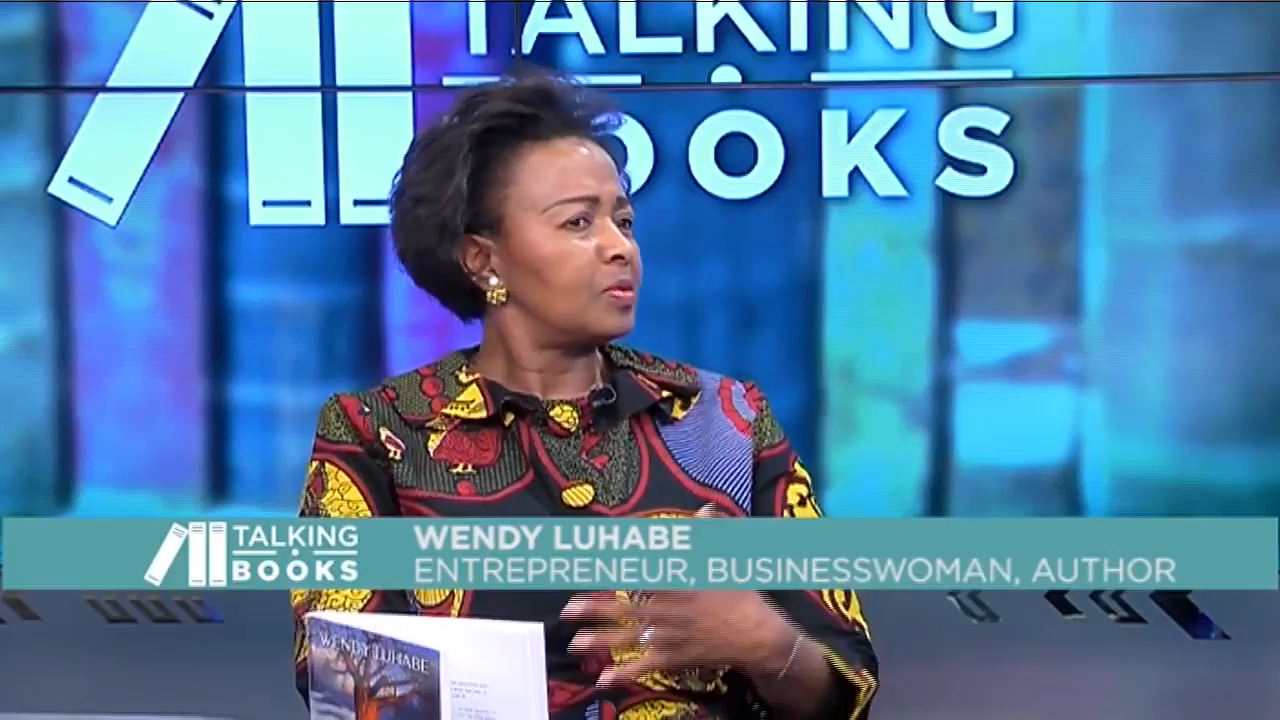 TALKING
BOOKS
TALKING
BOOKS
WENDY LUHABE
ENTREPRENEUR, BUSINESSWOMAN, AUTHOR
WENDY LUHABE